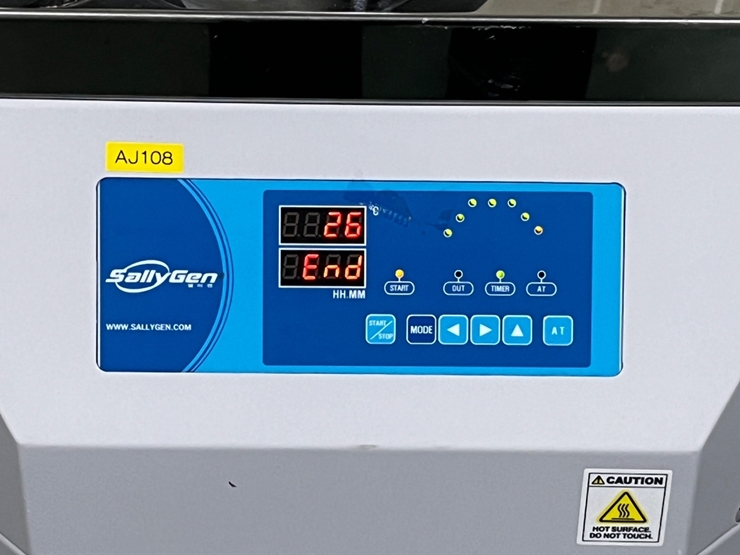 AJ108
26
°C
End
HH.MM
SallyGen
WWW.SALLYGEN.COM
START
OUT
TIMER
AT
START
STOP
MODE
AT
CAUTION
HOT SURFACE.
DO NOT TOUCH.